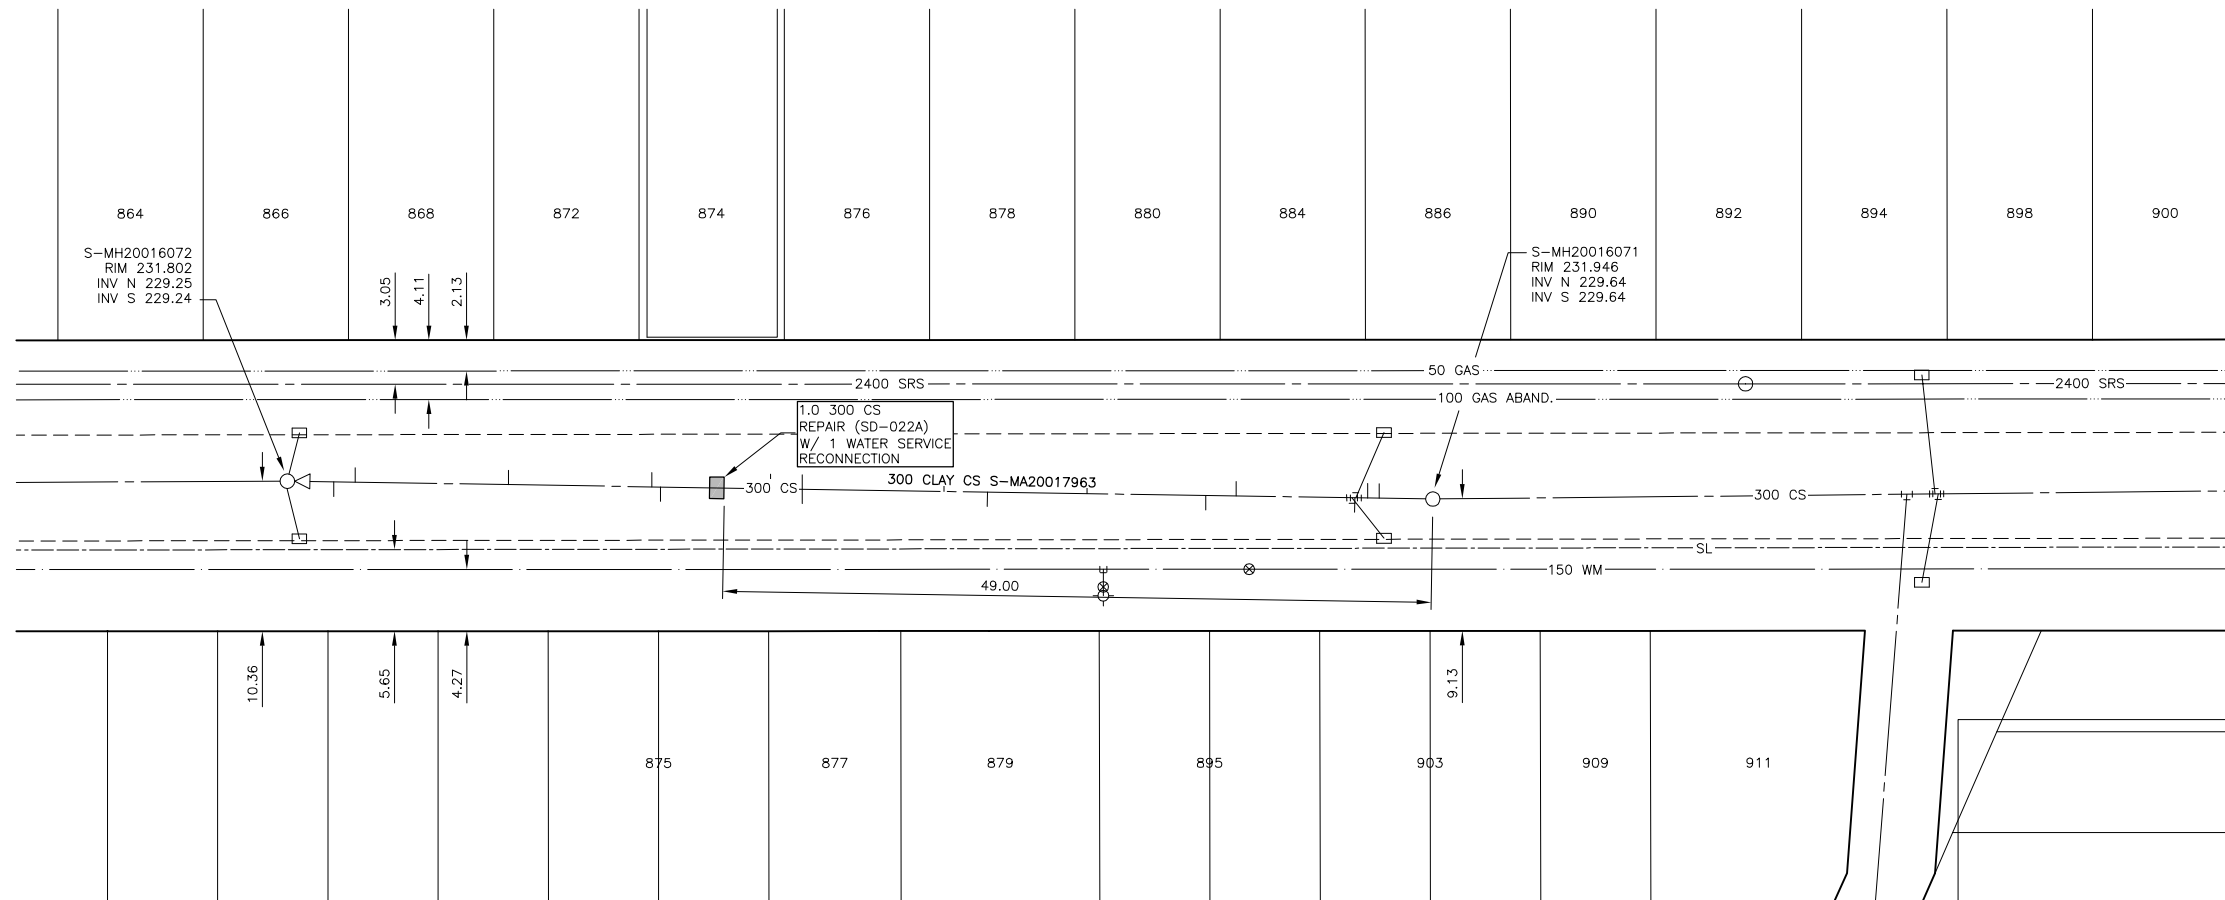 864
866
868
872
874
876
878
880
884
886
890
892
894
898
900
S-MH20016072
RIM 231.802
INV N 229.25
INV S 229.24
3.05
4.11
2.13
S-MH20016071
RIM 231.946
INV N 229.64
INV S 229.64
50 GAS
2400 SRS
2400 SRS
100 GAS ABAND.
1.0 300 CS
REPAIR (SD-022A)
W/ 1 WATER SERVICE
RECONNECTION
300 CLAY CS S-MA20017963
300 CS
300 CS
SL
150 WM
49.00
10.36
5.65
4.27
9.13
875
877
879
895
903
909
911